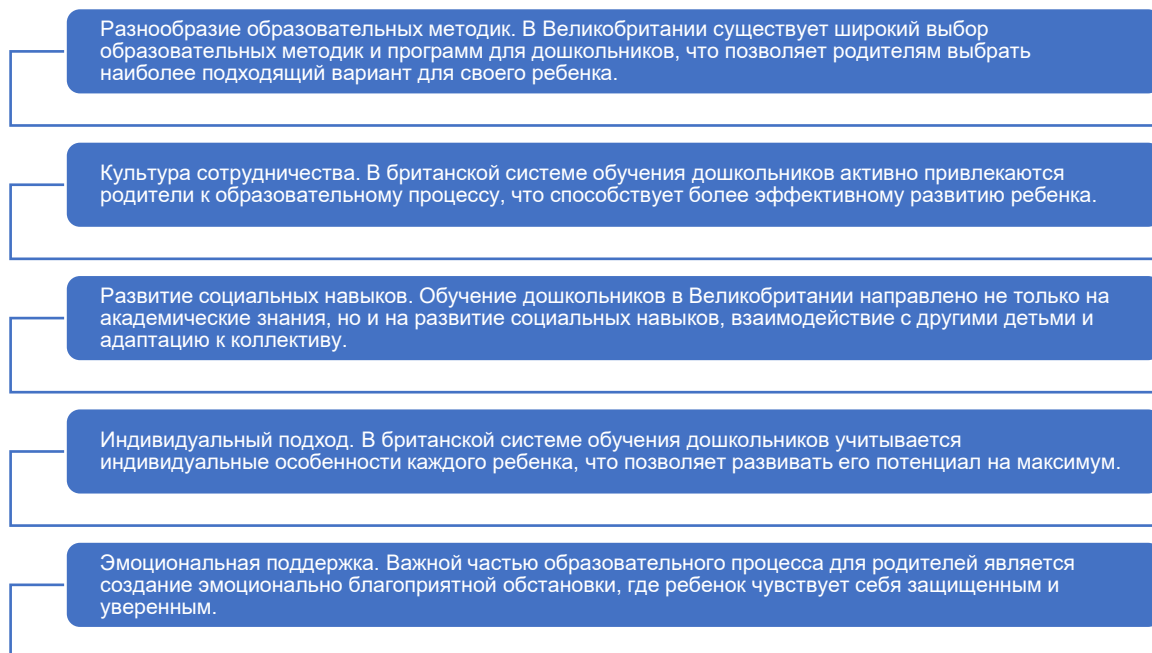 Разнообразие образовательных методик. В Великобритании существует широкий выбор
образовательных методик и программ для дошкольников, что позволяет родителям выбрать
наиболее подходящий вариант для своего ребенка.
Культура сотрудничества. В британской системе обучения дошкольников активно привлекаются
родители к образовательному процессу, что способствует более эффективному развитию ребенка.
Развитие социальных навыков. Обучение дошкольников в Великобритании направлено не только на
академические знания, но и на развитие социальных навыков, взаимодействие с другими детьми и
адаптацию к коллективу.
Индивидуальный подход. В британской системе обучения дошкольников учитывается
индивидуальные особенности каждого ребенка, что позволяет развивать его потенциал на максимум.
Эмоциональная поддержка. Важной частью образовательного процесса для родителей является
создание эмоционально благоприятной обстановки, где ребенок чувствует себя защищенным и
уверенным.